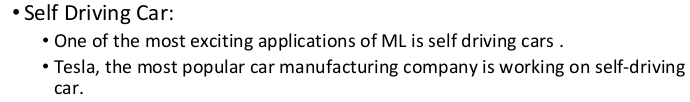 • Self Driving Car:
• One of the most exciting applications of ML is self driving cars .
• Tesla, the most popular car manufacturing company is working on self-driving
car.